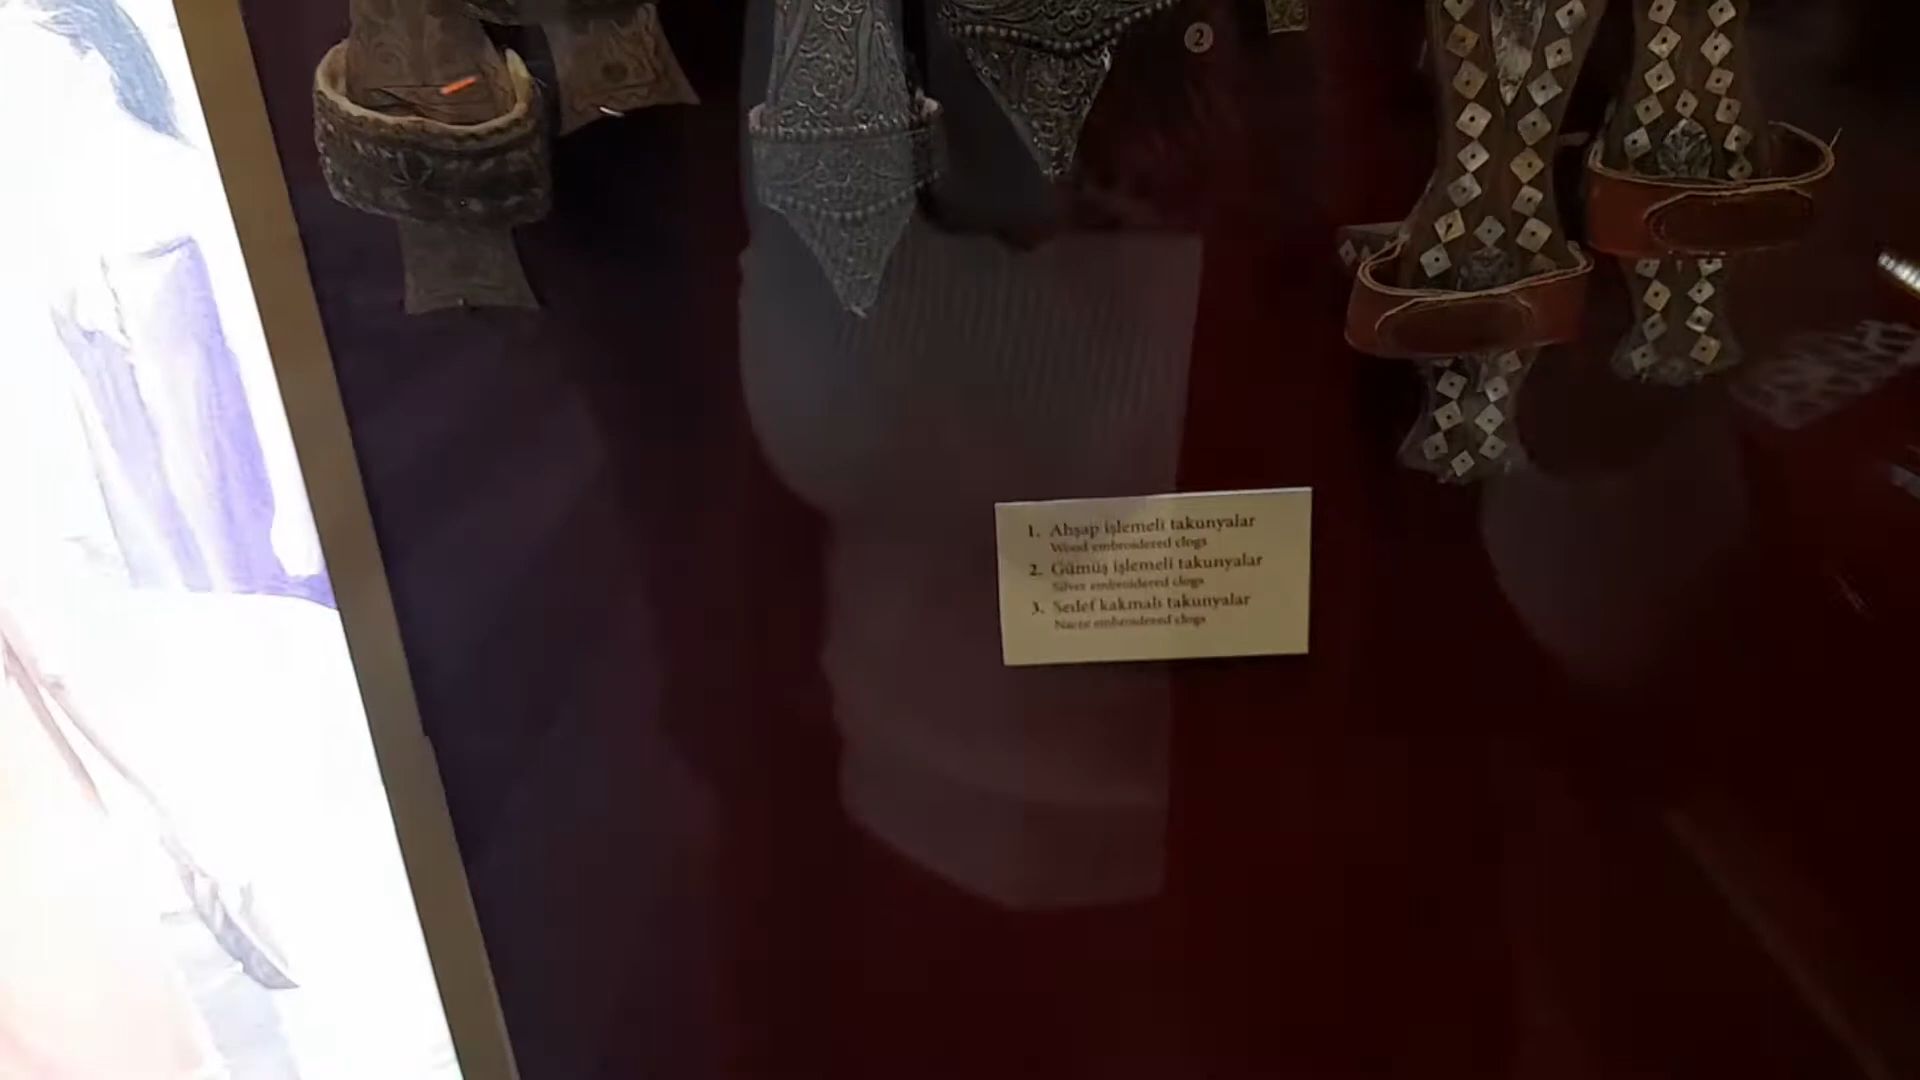 2
1. Ahşap işlemeli takunyalar
Wood embroidered clogs
2. Gümüş işlemeli takunyalar
Silver embroidered clogs
3. Sedef kakmalı takunyalar
Nacre embroidered clogs